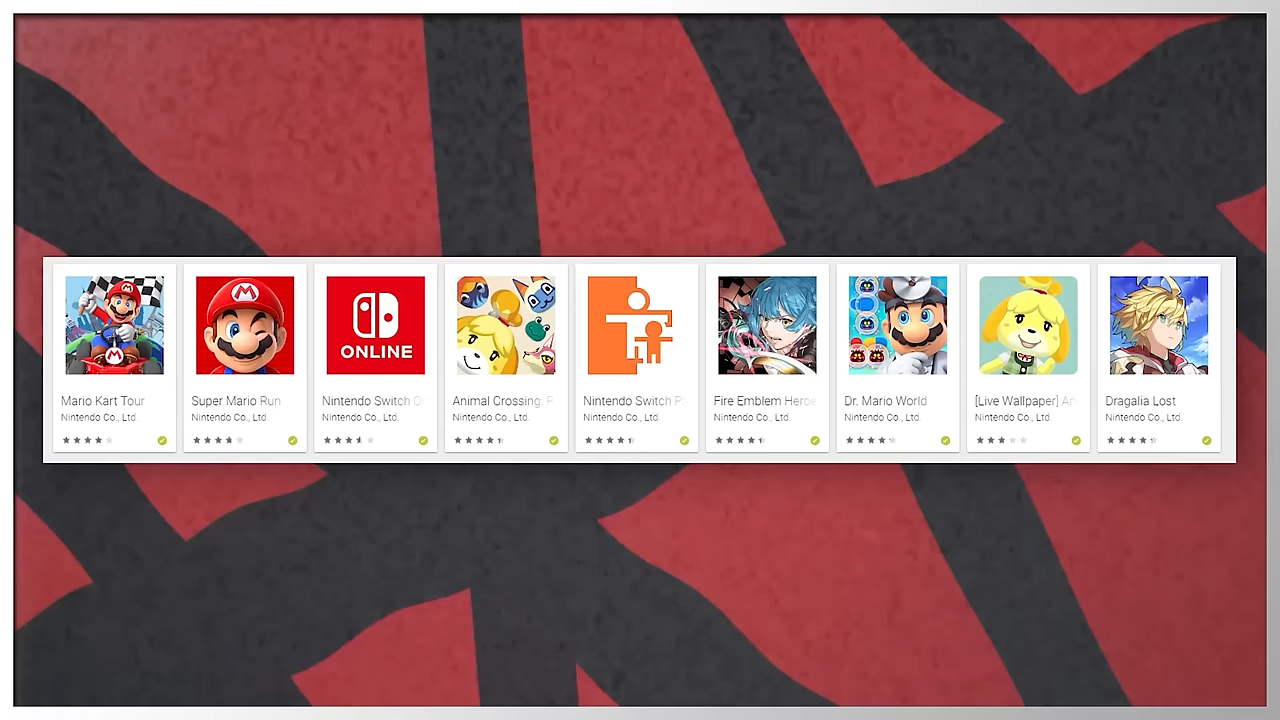 ONLINE
Mario Kart Tour
Nintendo Co., Ltd.
Super Mario Run
Nintendo Co., Ltd.
Nintendo Switch On
Nintendo Co., Ltd.
Animal Crossing: P
Nintendo Co., Ltd.
Nintendo Switch Pa
Nintendo Co., Ltd.
Fire Emblem Heroe
Nintendo Co., Ltd.
Dr. Mario World
Nintendo Co., Ltd.
[Live Wallpaper] An
Nintendo Co., Ltd.
Dragalia Lost
Nintendo Co., Ltd.